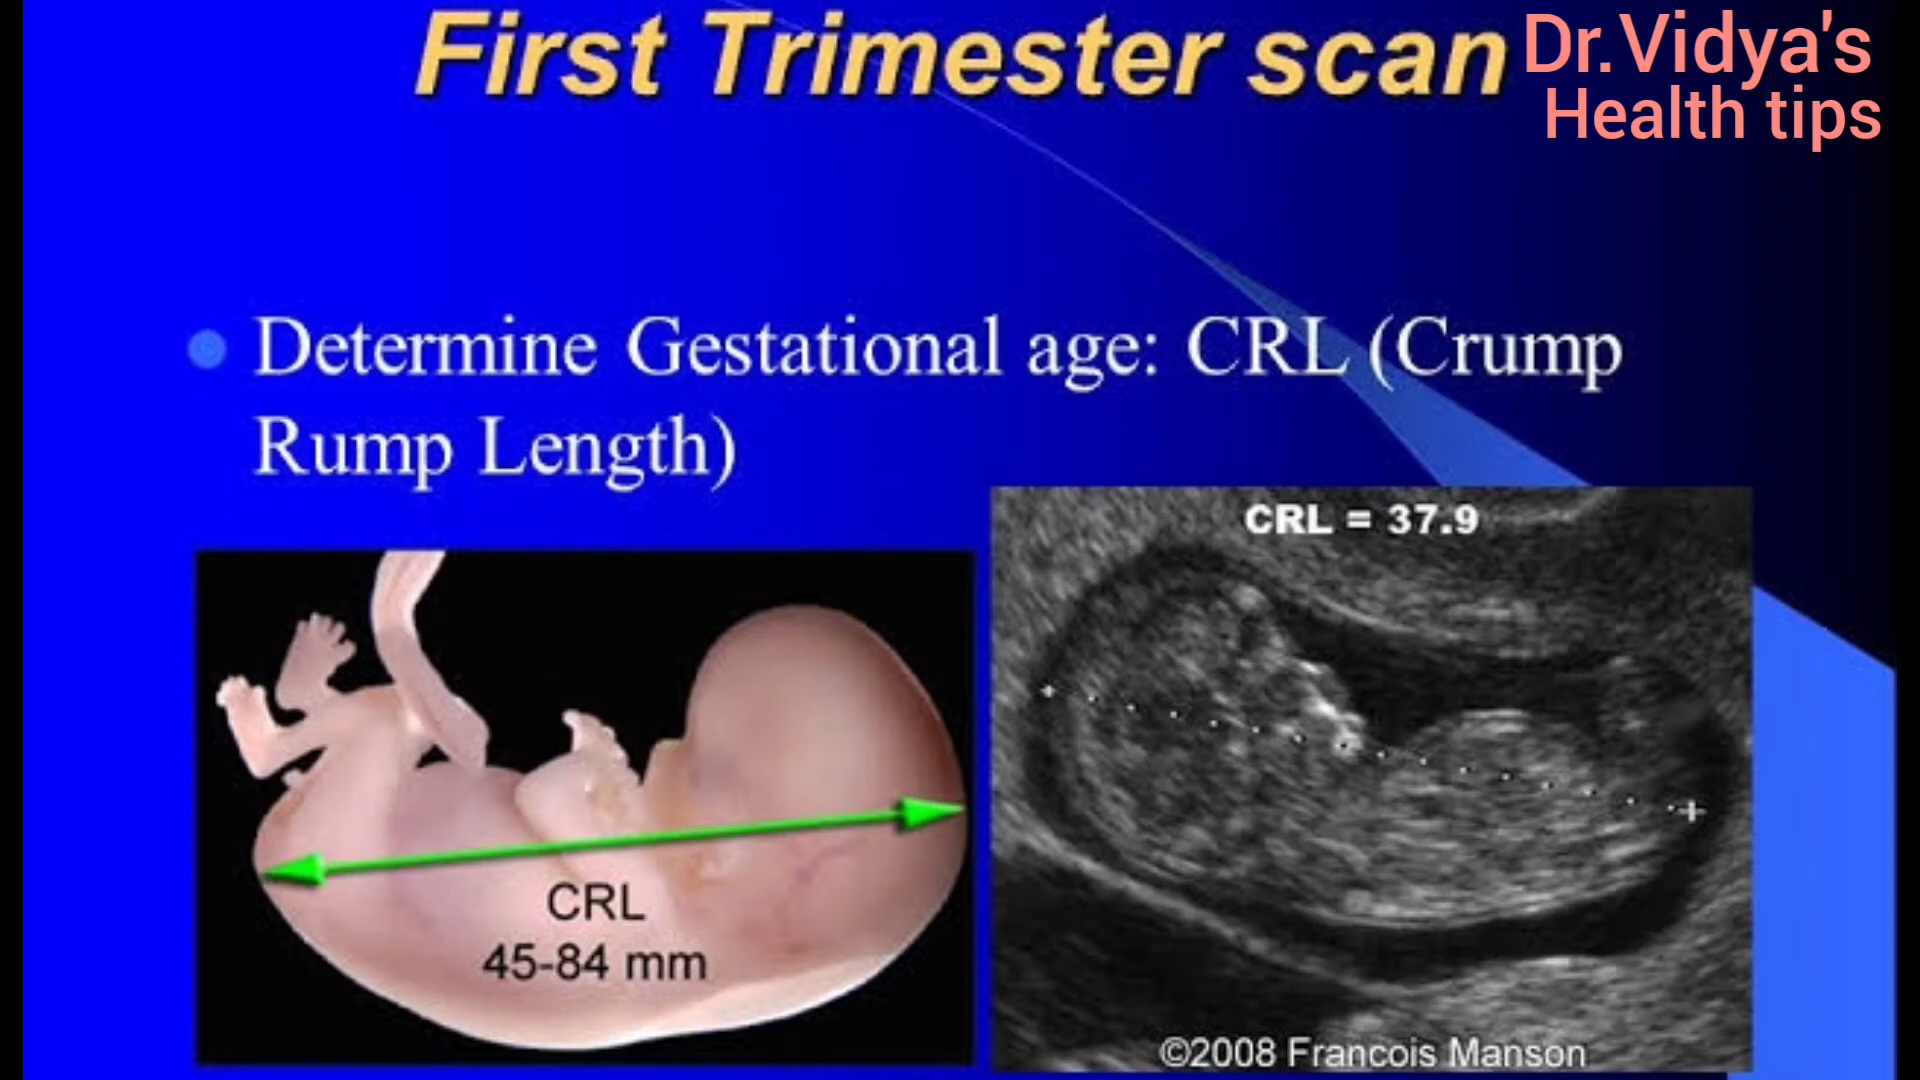 First Trimester scan
Dr.Vidya's
Health tips
Determine Gestational age: CRL (Crump
Rump Length)
CRL
45-84 mm
CRL = 37.9
©2008 Francois Manson